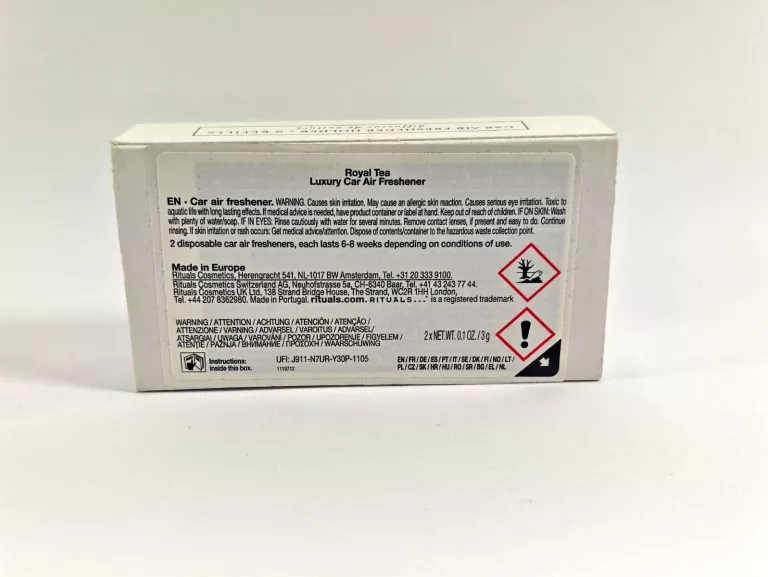 CAR AIR FRESHENER HOLDER + 2 REFILLS
diffuseur de voiture
Royal Tea
Luxury Car Air Freshener
EN - Car air freshener. WARNING. Causes skin irritation. May cause an allergic skin reaction. Causes serious eye irritation. Toxic to
aquatic life with long lasting effects. If medical advice is needed, have product container or label at hand. Keep out of reach of children. IF ON SKIN: Wash
with plenty of water/soap. IF IN EYES: Rinse cautiously with water for several minutes. Remove contact lenses, if present and easy to do. Continue
rinsing. If skin irritation or rash occurs: Get medical advice/attention. Dispose of contents/container to the hazardous waste collection point.
2 disposable car air fresheners, each lasts 6-8 weeks depending on conditions of use.
Made in Europe
Rituals Cosmetics, Herengracht 541, NL-1017 BW Amsterdam, Tel. +31 20 333 9100.
Rituals Cosmetics Switzerland AG, Neuhofstrasse 5a, CH-6340 Baar, Tel. +41 43 243 77 44.
Rituals Cosmetics UK Ltd, 138 Strand Bridge House, The Strand, WC2R 1HH London,
Tel. +44 207 8362980. Made in Portugal. rituals.com. RITUALS... is a registered trademark
WARNING / ATTENTION / ACHTUNG / ATENCIÓN / ATENÇÃO /
ATTENZIONE / VARNING / ADVARSEL / VAROITUS / ADVARSEL/
ATSARGIAI / UWAGA / VAROVÁNÍ / POZOR / UPOZORENJE / FIGYELEM /
ATENȚIE / PAŽNJA / ВНИМАНИЕ / ΠΡΟΣΟΧΗ / WAARSCHUWING
2 x NET.WT. 0.1 OZ. / 3 g
Instructions:
inside this box.
UFI: J911-N7UR-Y30P-1105
1119712
EN / FR / DE / ES / PT / IT / SE / DK / FI / NO / LT /
PL / CZ / SK / HR / HU / RO / SR / BG / EL / NL